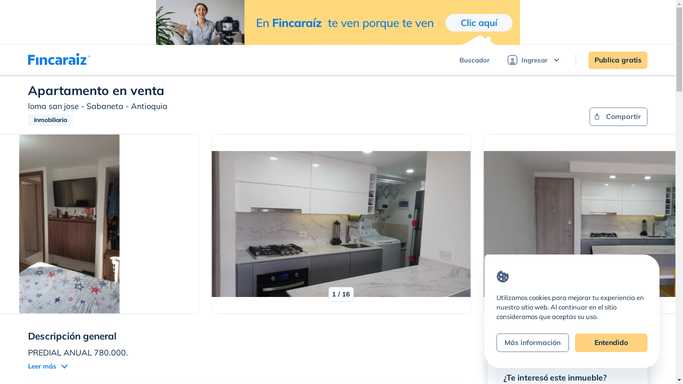 En Fincaraíz te ven porque te ven
Clic aquí
Fincaraiz
Buscador
Ingresar
Publica gratis
Apartamento en venta
loma san jose - Sabaneta - Antioquia
Inmobiliaria
Compartir
1 / 16
Utilizamos cookies para mejorar tu experiencia en
nuestro sitio web. Al continuar en el sitio
consideramos que aceptas su uso.
Más información
Entendido
Descripción general
PREDIAL ANUAL 780.000.
Leer más
¿Te interesó este inmueble?